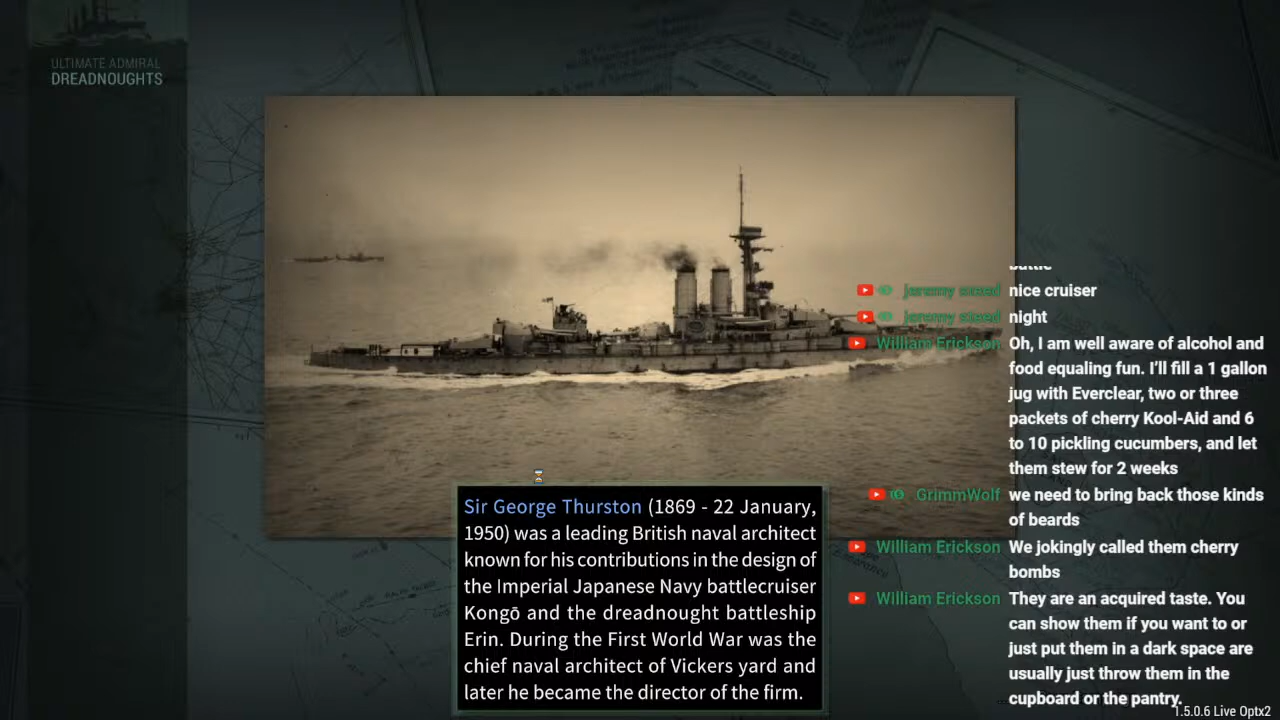 ULTIMATE ADMIRAL
DREADNOUGHTS
jeremy steed nice cruiser
jeremy steed night
William Erickson Oh, I am well aware of alcohol and
food equaling fun. I'll fill a 1 gallon
jug with Everclear, two or three
packets of cherry Kool-Aid and 6
to 10 pickling cucumbers, and let
them stew for 2 weeks
GrimmWolf we need to bring back those kinds
of beards
William Erickson We jokingly called them cherry
bombs
William Erickson They are an acquired taste. You
can show them if you want to or
just put them in a dark space are
usually just throw them in the
cupboard or the pantry.
Sir George Thurston (1869 - 22 January,
1950) was a leading British naval architect
known for his contributions in the design of
the Imperial Japanese Navy battlecruiser
Kongō and the dreadnought battleship
Erin. During the First World War was the
chief naval architect of Vickers yard and
later he became the director of the firm.
1.5.0.6 Live Optx2